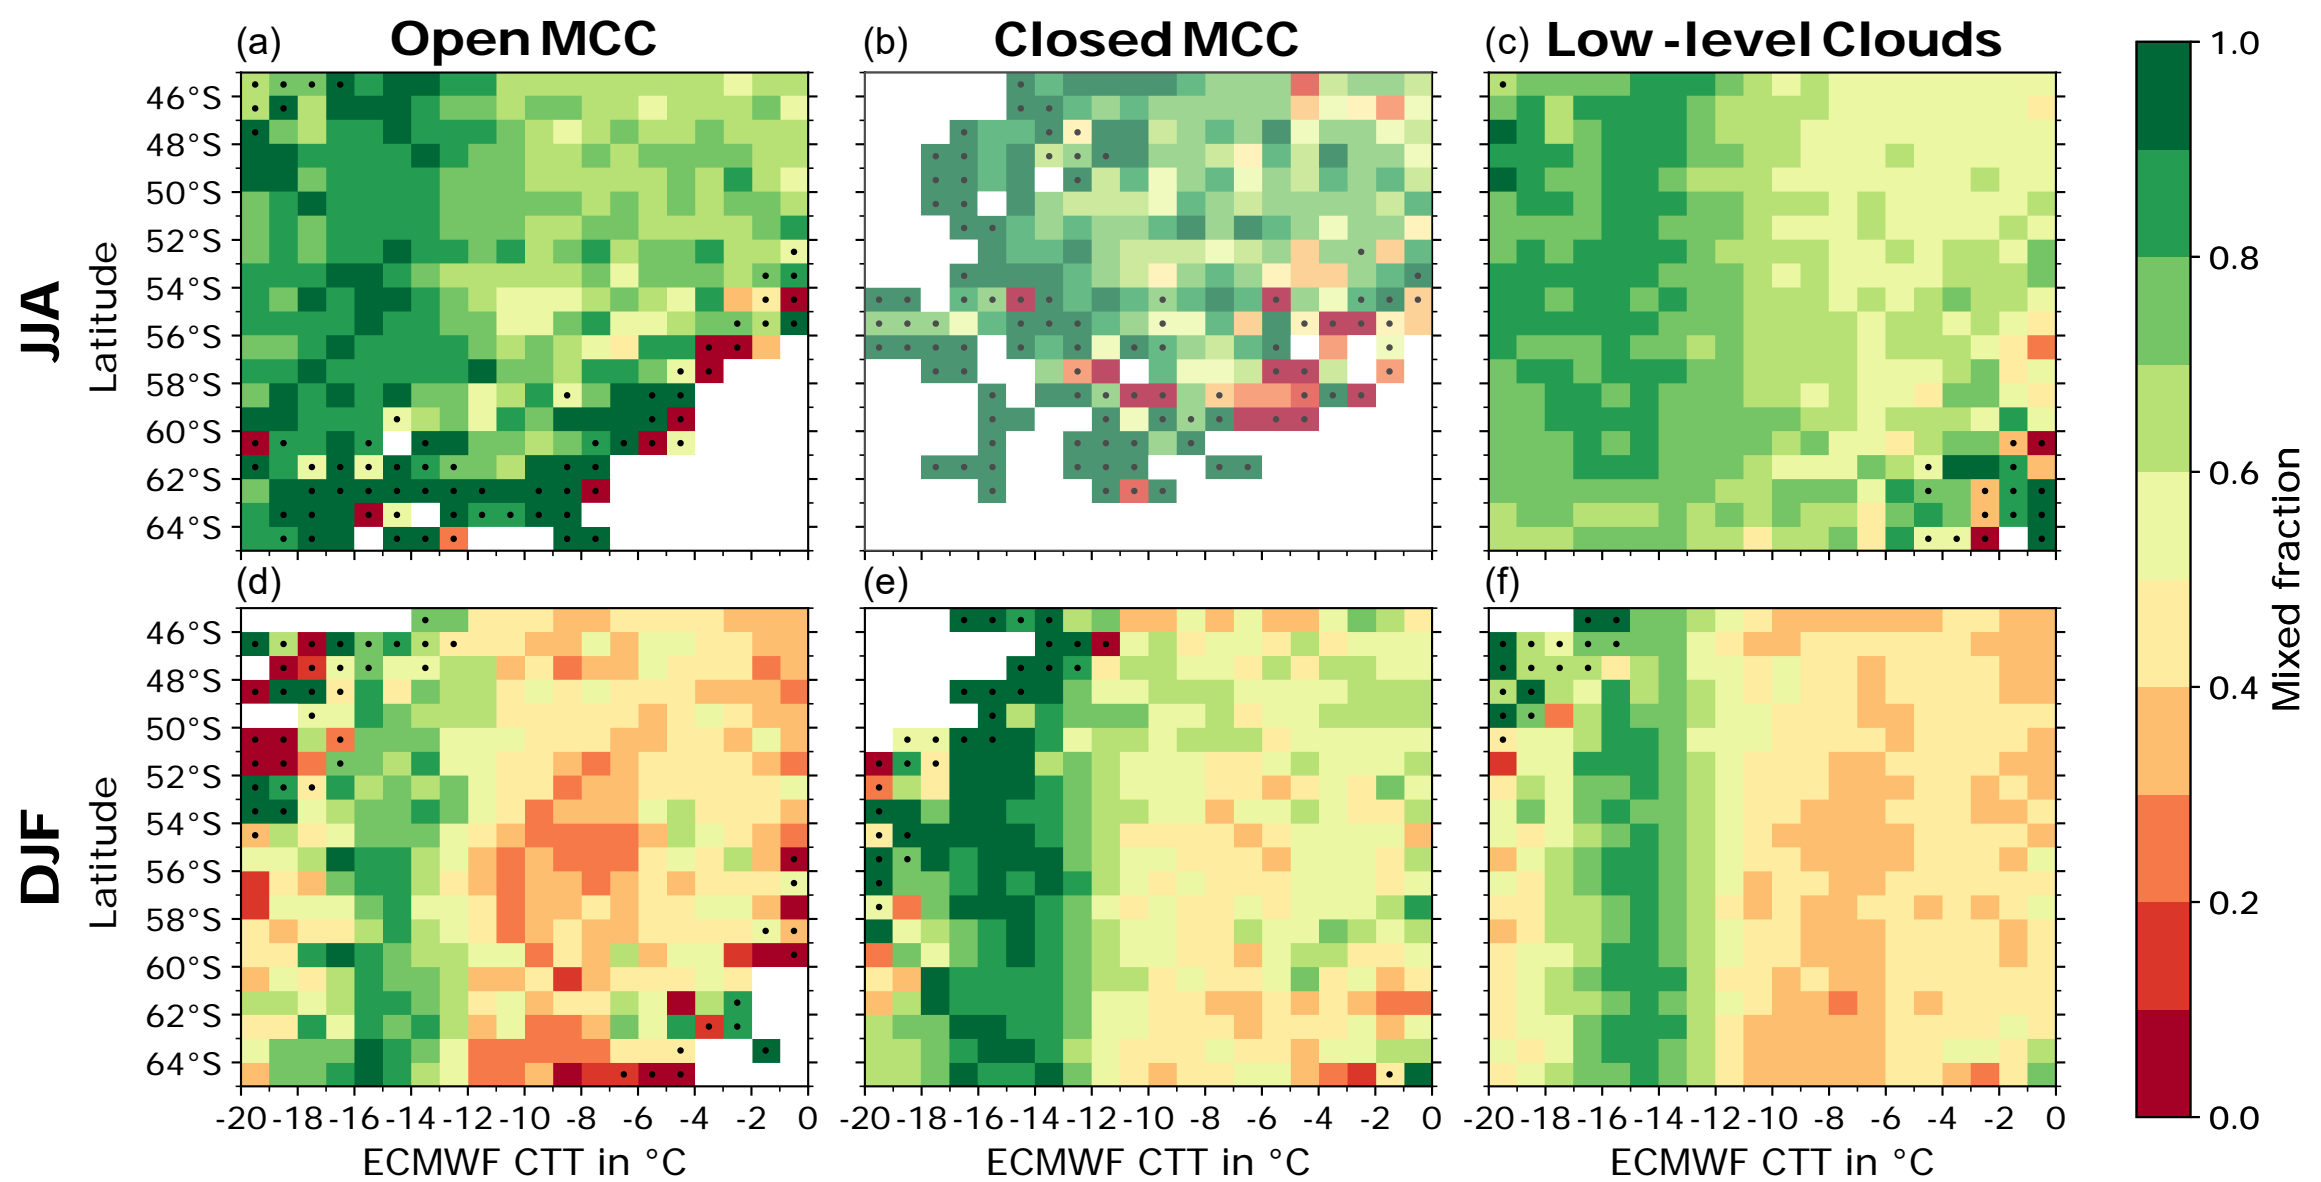 (a) Open MCC
(b) Closed MCC
(c) Low-level Clouds
JJA
Latitude
46°S
48°S
50°S
52°S
54°S
56°S
58°S
60°S
62°S
64°S
(d)
(e)
(f)
DJF
Latitude
46°S
48°S
50°S
52°S
54°S
56°S
58°S
60°S
62°S
64°S
-20 -18 -16 -14 -12 -10 -8 -6 -4 -2 0
ECMWF CTT in °C
-20 -18 -16 -14 -12 -10 -8 -6 -4 -2 0
ECMWF CTT in °C
-20 -18 -16 -14 -12 -10 -8 -6 -4 -2 0
ECMWF CTT in °C
1.0
0.8
0.6
0.4
0.2
0.0
Mixed fraction